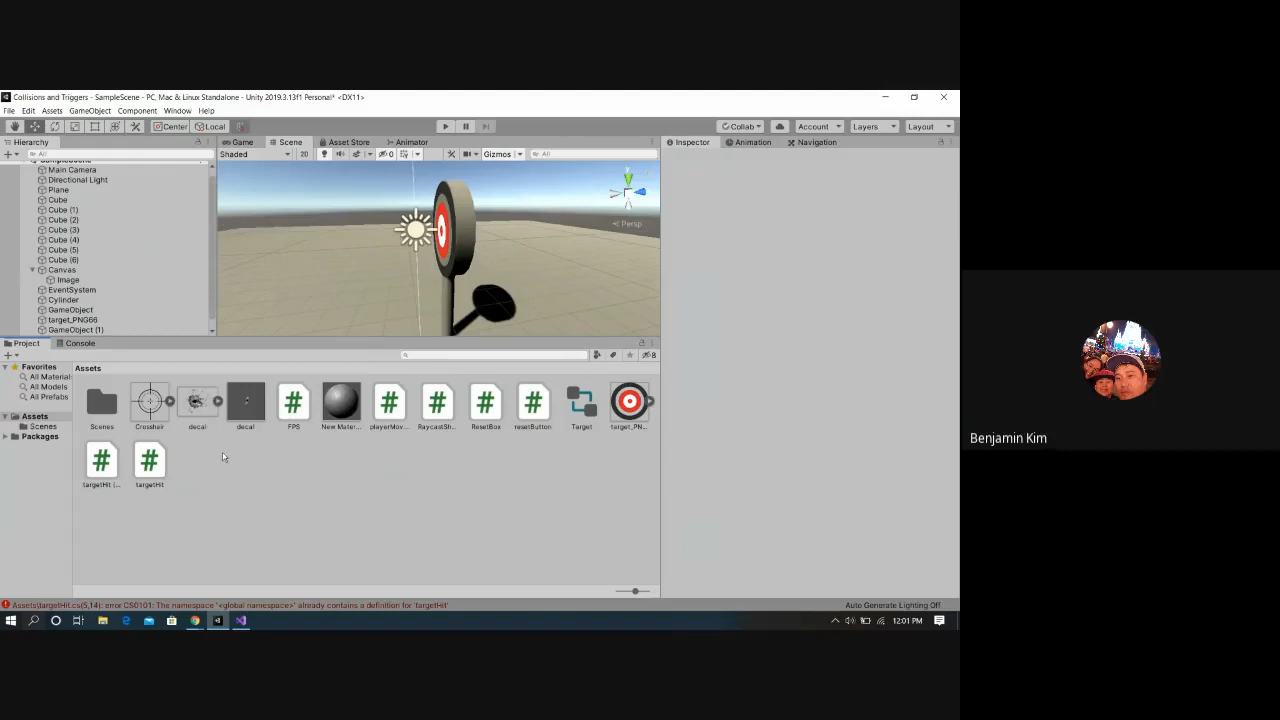 Collisions and Triggers - SampleScene - PC, Mac & Linux Standalone - Unity 2019.3.13f1 Personal* <DX11>
File Edit Assets GameObject Component Window Help
Center Local Collab Account Layers Layout
Hierarchy Game Scene Asset Store Animator Inspector Animation Navigation
All Shaded 2D 0 Gizmos All
SampleScene
Main Camera
Directional Light
Plane
Cube
Cube (1)
Cube (2)
Cube (3)
Cube (4)
Cube (5)
Cube (6)
Canvas
Image
EventSystem
Cylinder
GameObject
target_PNG66
GameObject (1)
y
Persp
Project Console
8
Favorites
All Material
All Models
All Prefabs
Assets
Scenes
Packages
Assets
Scenes Crosshair decal decal FPS New Mater... playerMov... RaycastSh... ResetBox resetButton Target target_PN...
targetHit (... targetHit
Assets\targetHit.cs(5,14): error CS0101: The namespace '<global namespace>' already contains a definition for 'targetHit'
Auto Generate Lighting Off
12:01 PM
Benjamin Kim